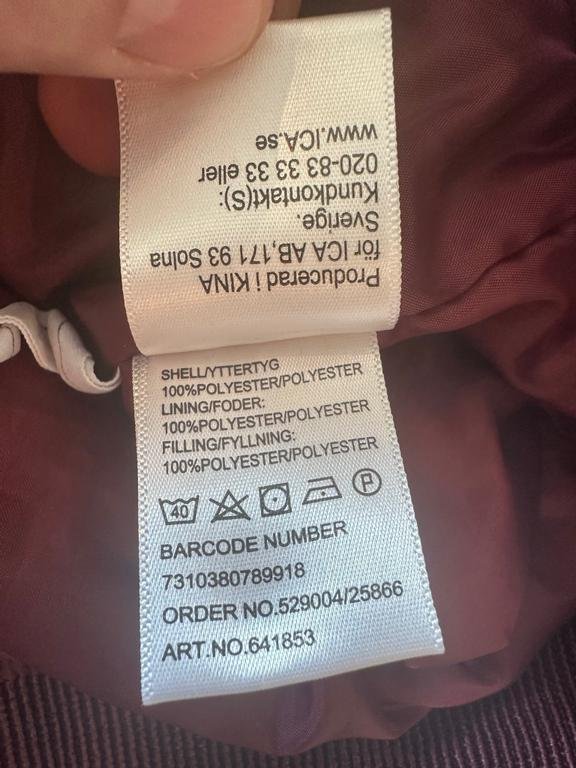 Producerad i KINA
för ICA AB,171 93 Solna
Sverige.
Kundkontakt(S):
020-83 33 33 eller
www.ICA.se
SHELL/YTTERTYG
100%POLYESTER/POLYESTER
LINING/FODER:
100%POLYESTER/POLYESTER
FILLING/FYLLNING:
100%POLYESTER/POLYESTER
40 P
BARCODE NUMBER
7310380789918
ORDER NO.529004/25866
ART.NO.641853